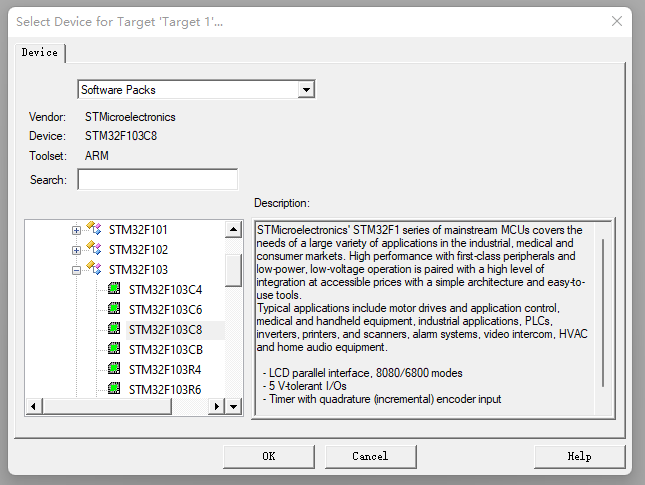 Select Device for Target 'Target 1'...
Device
Software Packs
Vendor: STMicroelectronics
Device: STM32F103C8
Toolset: ARM
Search:
Description:
STM32F101
STM32F102
STM32F103
STM32F103C4
STM32F103C6
STM32F103C8
STM32F103CB
STM32F103R4
STM32F103R6
STMicroelectronics' STM32F1 series of mainstream MCUs covers the
needs of a large variety of applications in the industrial, medical and
consumer markets. High performance with first-class peripherals and
low-power, low-voltage operation is paired with a high level of
integration at accessible prices with a simple architecture and easy-to-
use tools.
Typical applications include motor drives and application control,
medical and handheld equipment, industrial applications, PLCs,
inverters, printers, and scanners, alarm systems, video intercom, HVAC
and home audio equipment.
- LCD parallel interface, 8080/6800 modes
- 5 V-tolerant I/Os
- Timer with quadrature (incremental) encoder input
OK
Cancel
Help